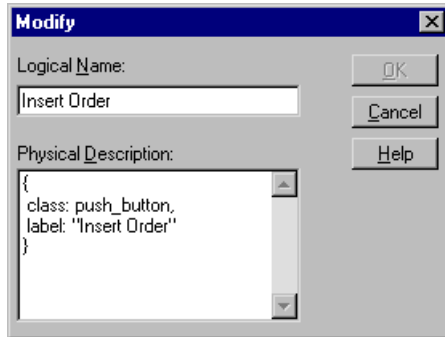 Modify
Logical Name:
OK
Insert Order
Cancel
Physical Description:
Help
{
class: push_button,
label: "Insert Order"
}